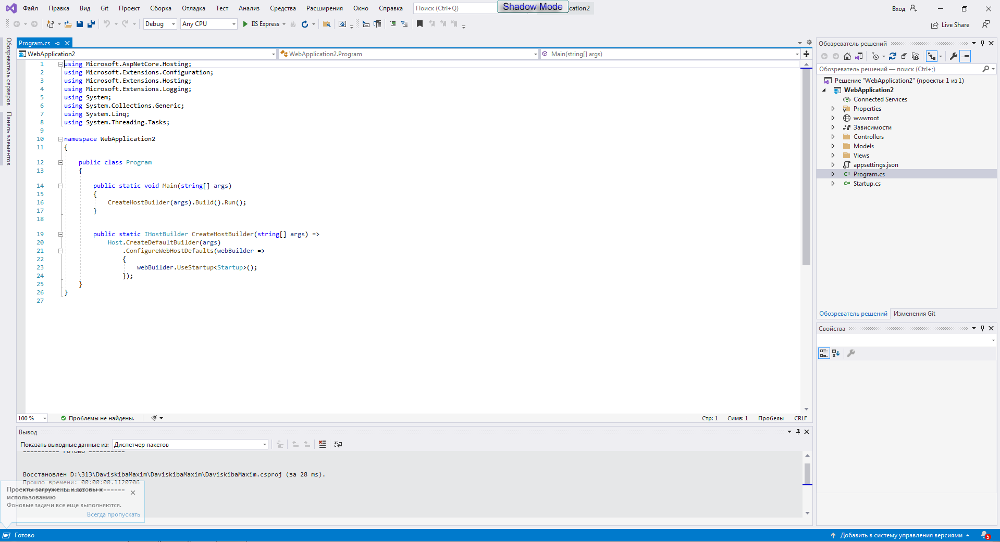 Файл Правка Вид Git Проект Сборка Отладка Тест Анализ Средства Расширения Окно Справка Поиск (Ctrl+Q) Shadow Mode cation2 Вход
Debug Any CPU IIS Express Live Share
Обозреватель серверов
Панель элементов
Program.cs
WebApplication2 WebApplication2.Program Main(string[] args)
1 using Microsoft.AspNetCore.Hosting;
2 using Microsoft.Extensions.Configuration;
3 using Microsoft.Extensions.Hosting;
4 using Microsoft.Extensions.Logging;
5 using System;
6 using System.Collections.Generic;
7 using System.Linq;
8 using System.Threading.Tasks;
9
10 namespace WebApplication2
11 {
12 public class Program
13 {
14 public static void Main(string[] args)
15 {
16 CreateHostBuilder(args).Build().Run();
17 }
18
19 public static IHostBuilder CreateHostBuilder(string[] args) =>
20 Host.CreateDefaultBuilder(args)
21 .ConfigureWebHostDefaults(webBuilder =>
22 {
23 webBuilder.UseStartup<Startup>();
24 });
25 }
26 }
27
100 % Проблемы не найдены. Стр: 1 Симв: 1 Пробелы CRLF
Вывод
Показать выходные данные из: Диспетчер пакетов
========== Готово ==========
Восстановлен D:\313\DaviskibaMaxim\DaviskibaMaxim\DaviskibaMaxim.csproj (за 28 ms).
Прошло времени: 00:00:00.1120706
========== Готово ==========
Проекты загружены и готовы к
использованию
Фоновые задачи все еще выполняются.
Всегда пропускать
Обозреватель решений
Обозреватель решений — поиск (Ctrl+;)
Решение "WebApplication2" (проекты: 1 из 1)
WebApplication2
Connected Services
Properties
wwwroot
Зависимости
Controllers
Models
Views
appsettings.json
C# Program.cs
C# Startup.cs
Обозреватель решений Изменения Git
Свойства
Готово Добавить в систему управления версиями 5